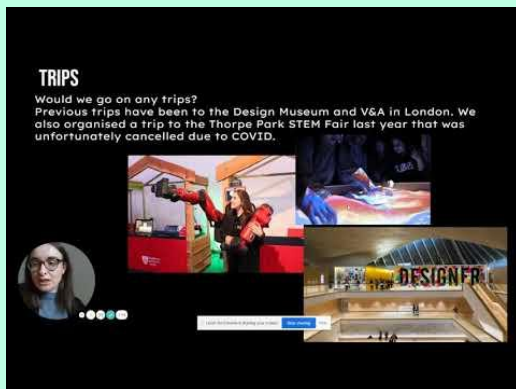 TRIPS
Would we go on any trips?
Previous trips have been to the Design Museum and V&A in London. We
also organised a trip to the Thorpe Park STEM Fair last year that was
unfortunately cancelled due to COVID.
DESIGNER
Stop sharing